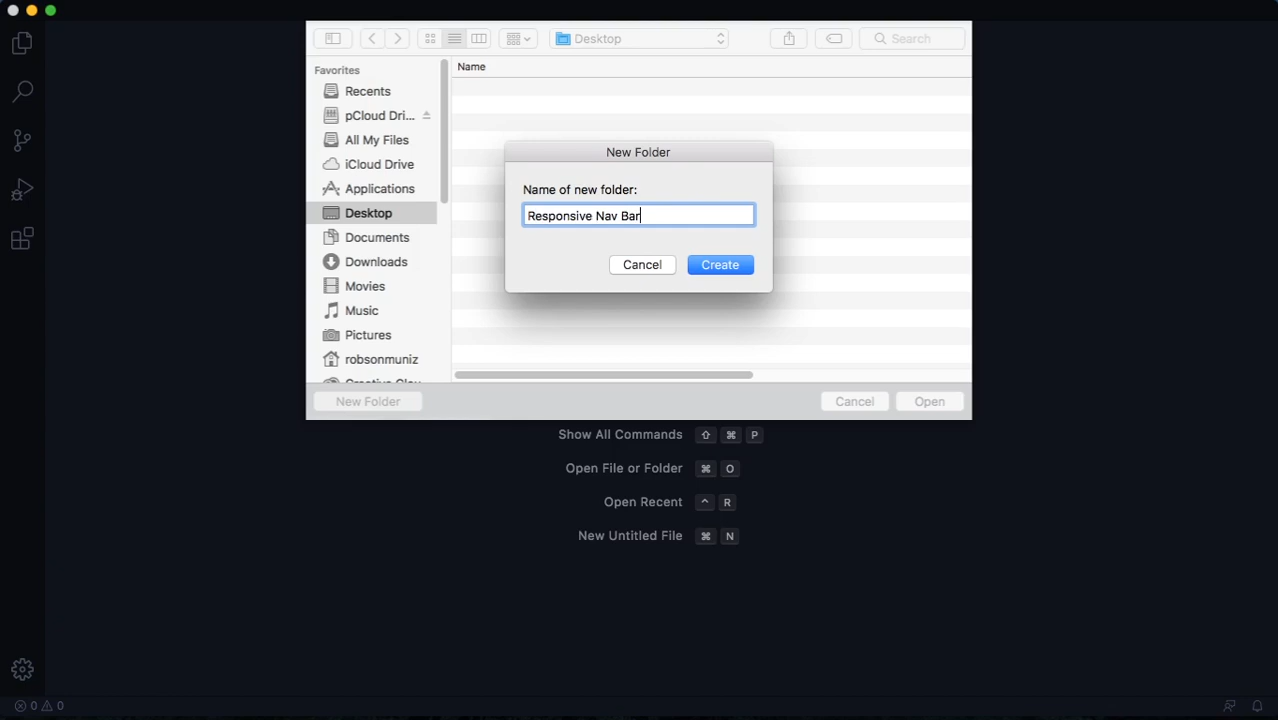 Desktop
Search
Favorites
Name
Recents
pCloud Dri...
All My Files
iCloud Drive
Applications
Desktop
Documents
Downloads
Movies
Music
Pictures
robsonmuniz
Creative Clou
New Folder
Name of new folder:
Responsive Nav Bar
Cancel Create
New Folder Cancel Open
Show All Commands ⇧ ⌘ P
Open File or Folder ⌘ O
Open Recent ^ R
New Untitled File ⌘ N
0 0